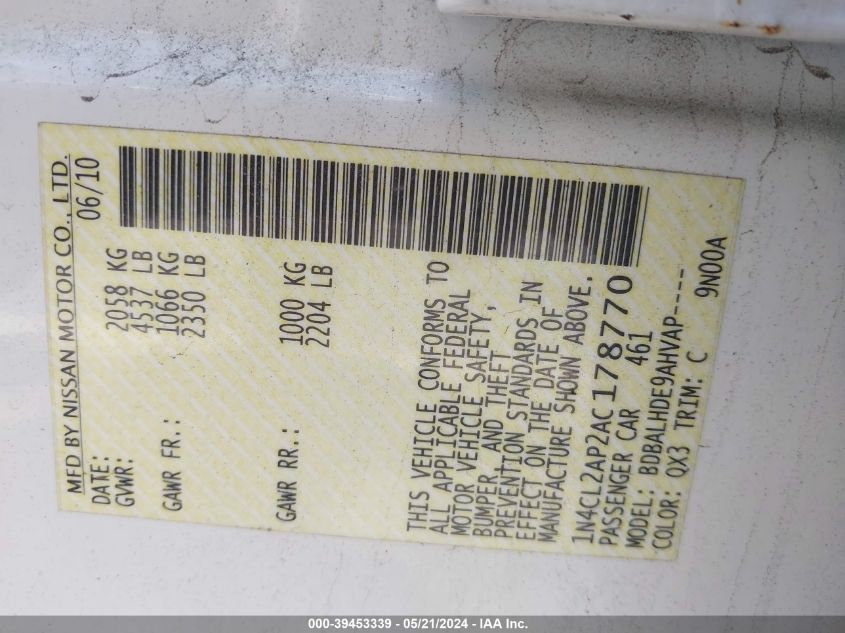 MFD BY NISSAN MOTOR CO., LTD.
DATE: 06/10
GVWR: 2058 KG
4537 LB
GAWR FR.: 1066 KG
2350 LB
GAWR RR.: 1000 KG
2204 LB
THIS VEHICLE CONFORMS TO
ALL APPLICABLE FEDERAL
MOTOR VEHICLE SAFETY,
BUMPER, AND THEFT
PREVENTION STANDARDS IN
EFFECT ON THE DATE OF
MANUFACTURE SHOWN ABOVE.
1N4CL2AP2AC178770
PASSENGER CAR 461
MODEL: BDBALHDE9AHVAP----
COLOR: QX3 TRIM: C 9N00A
000-39453339 - 05/21/2024 - IAA Inc.